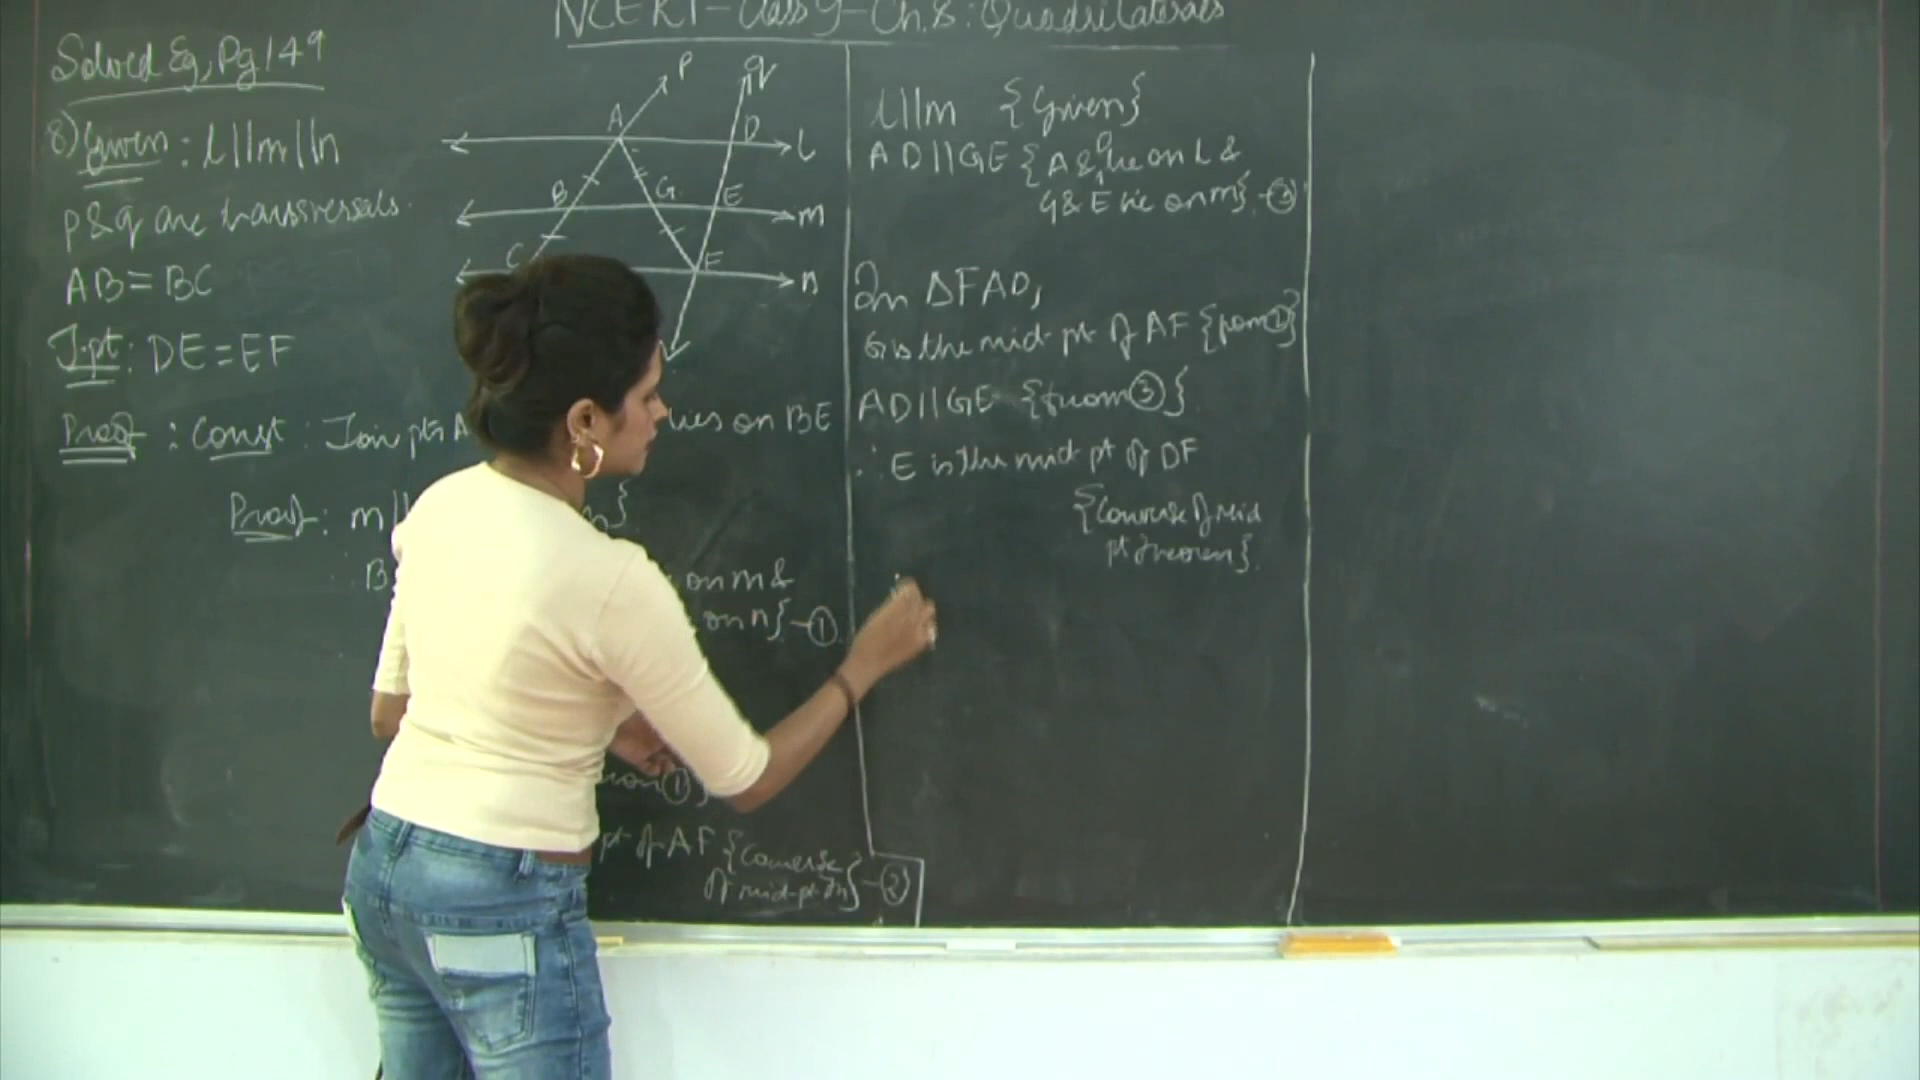 NCERT-Class 9-Ch.8: Quadrilaterals
Solved Eg, Pg 149
8) Given : l||m||n
p & q are transversals.
AB = BC
T.pt : DE = EF
Proof : Const : Join pts A
lies on BE
Proof : m||
B
on m &
on n} - ①
from ①}
pt of AF {Converse
of mid-pt-Th} - ②
P
q
A
D
l
B
G
E
m
C
F
n
l||m {Given}
AD||GE {A & D lie on l &
G & E lie on m} - ③
In ΔFAD,
G is the mid-pt of AF {from ②}
AD||GE {from ③}
∴ E is the mid pt of DF
{Converse of mid
pt theorem}.